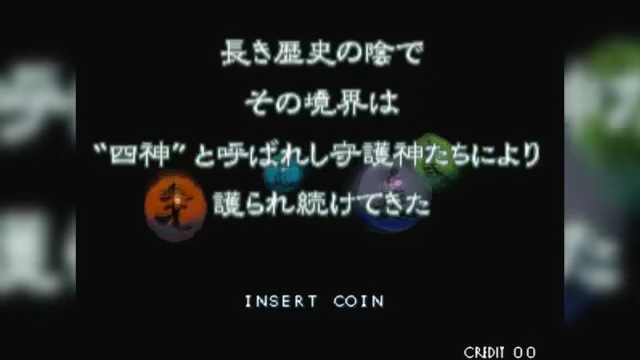 長き歴史の陰で
その境界は
“四神”と呼ばれし守護神たちにより
護られ続けてきた
INSERT COIN
CREDIT 00